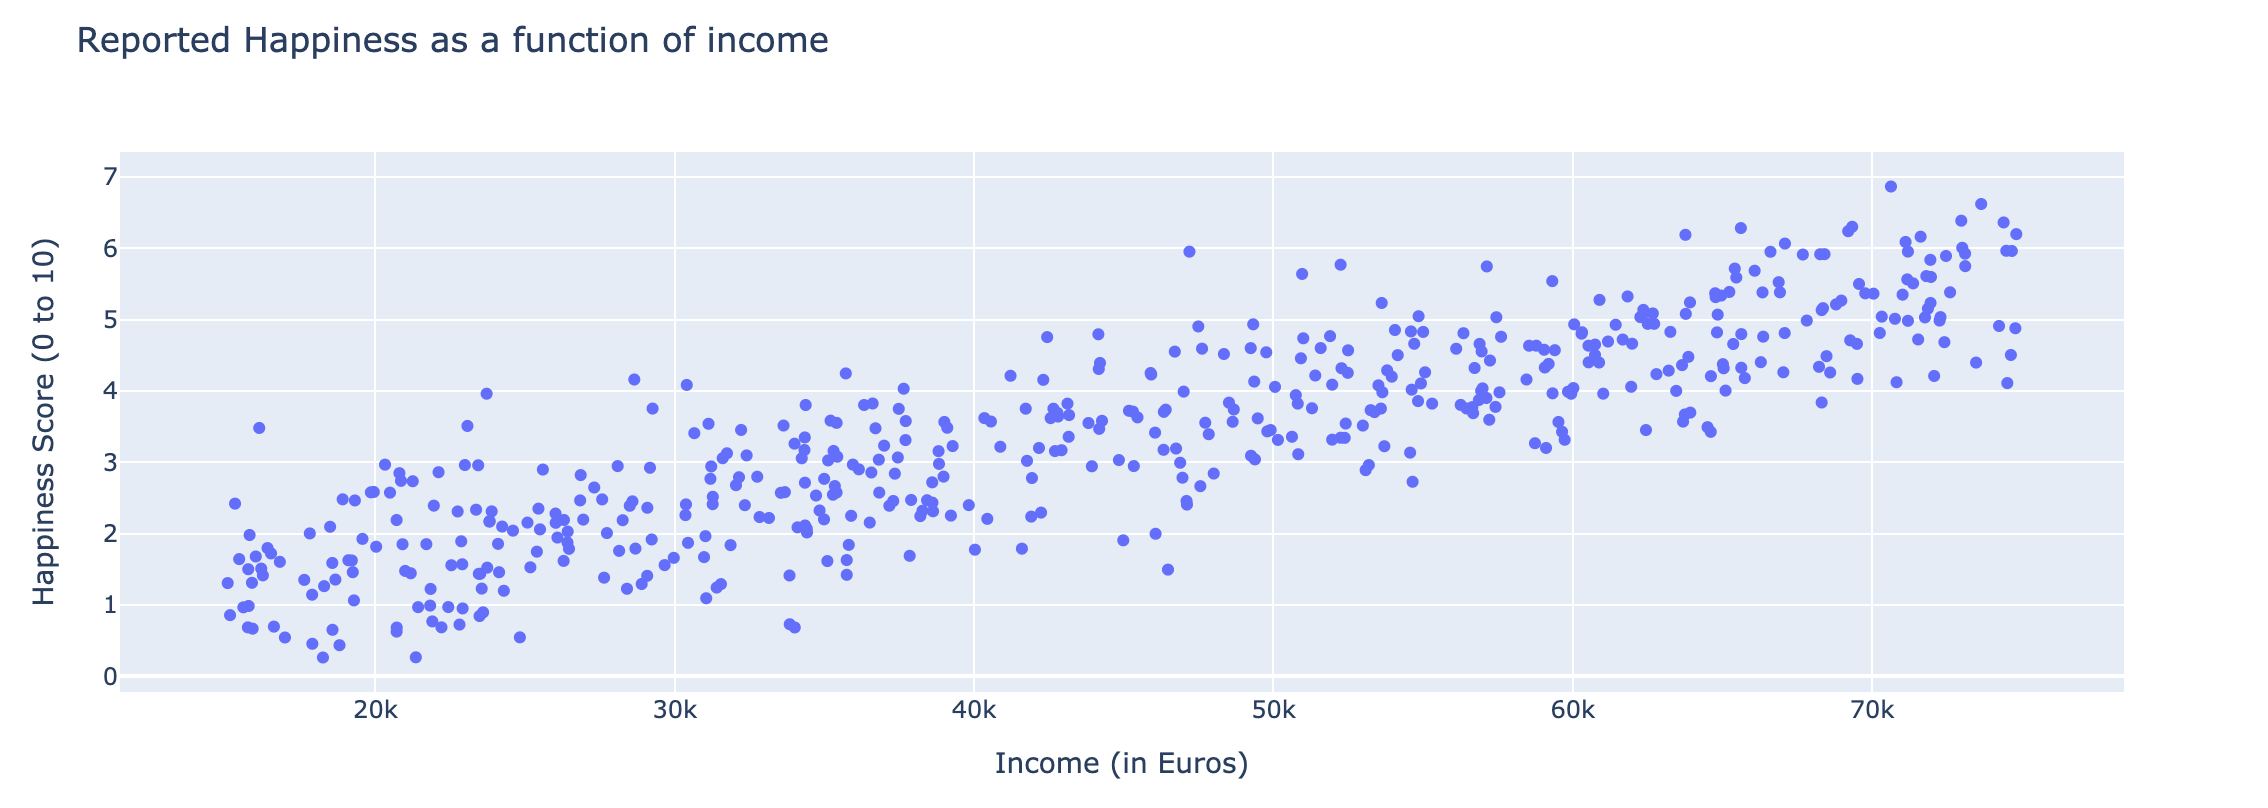 Reported Happiness as a function of income
Happiness Score (0 to 10)
7
6
5
4
3
2
1
0
20k 30k 40k 50k 60k 70k
Income (in Euros)